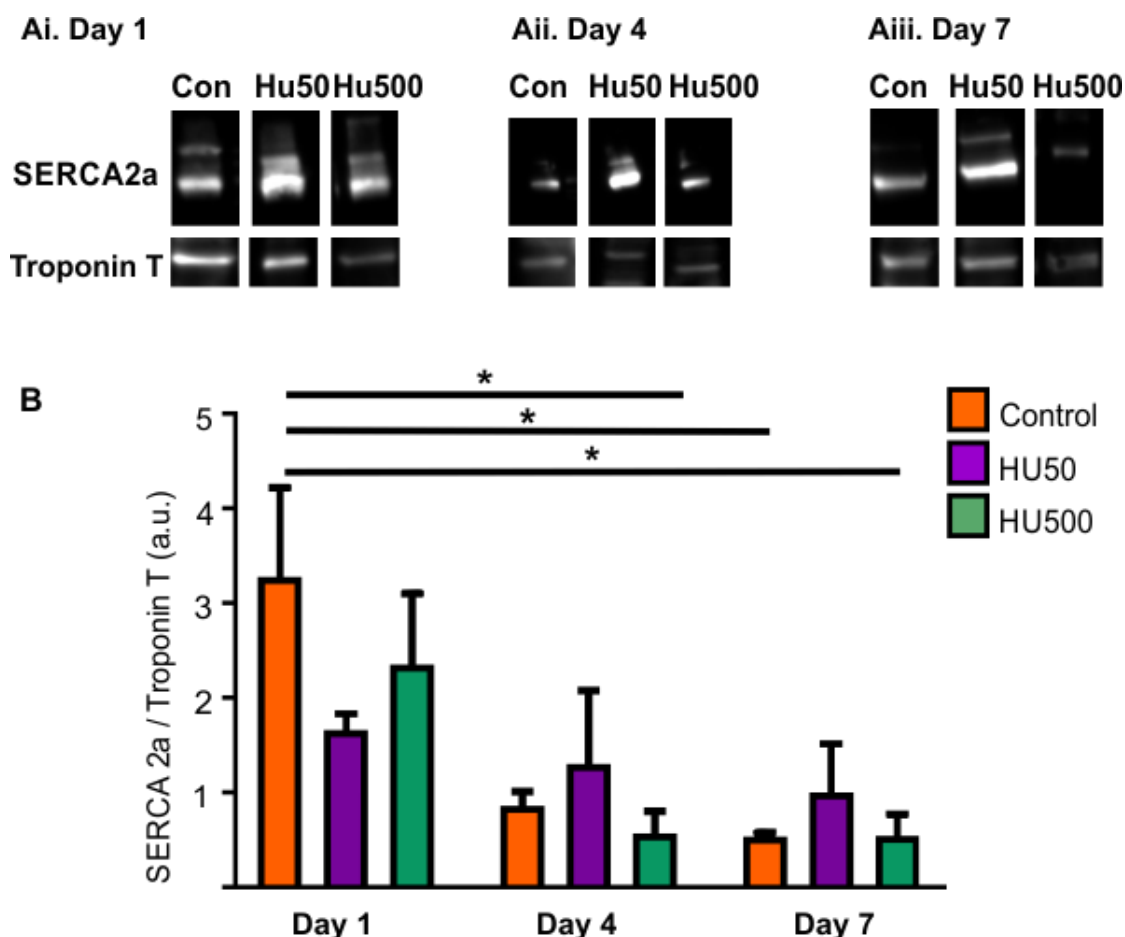 Ai. Day 1
Aii. Day 4
Aiii. Day 7
Con Hu50 Hu500
Con Hu50 Hu500
Con Hu50 Hu500
SERCA2a
Troponin T
B
*
*
*
Control
HU50
HU500
SERCA 2a / Troponin T (a.u.)
5
4
3
2
1
Day 1
Day 4
Day 7